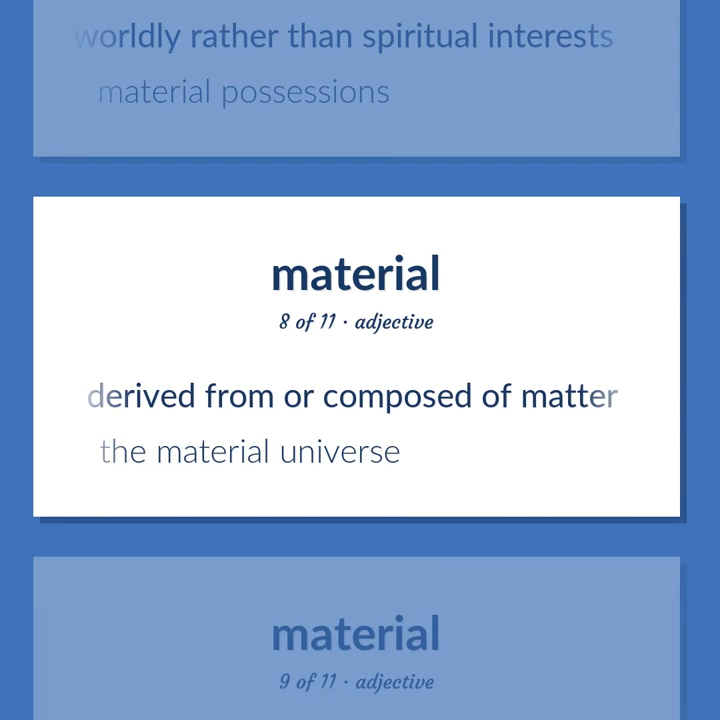 worldly rather than spiritual interests
material possessions
material
8 of 11 · adjective
derived from or composed of matter
the material universe
material
9 of 11 · adjective